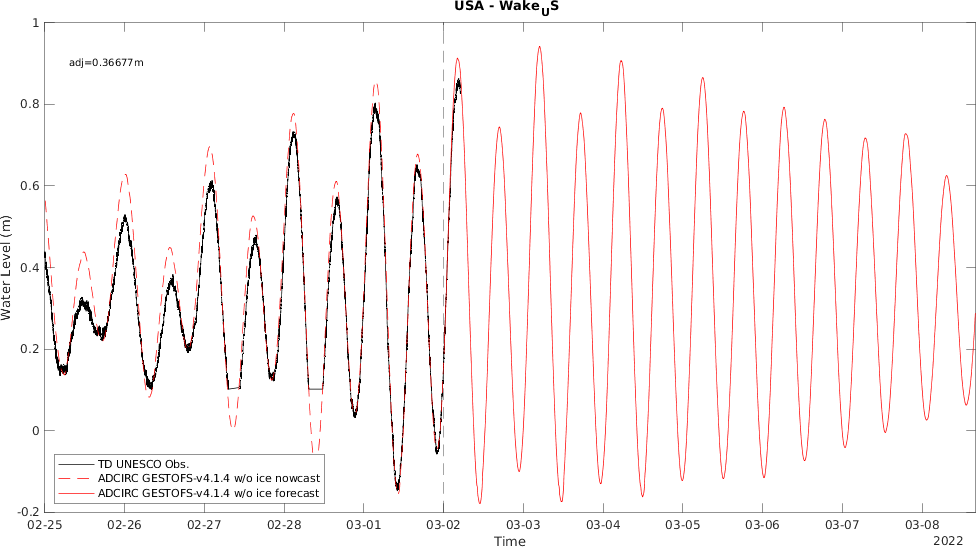 USA - Wake_US
adj=0.36677m
1
0.8
0.6
0.4
0.2
0
-0.2
Water Level (m)
TD UNESCO Obs.
ADCIRC GESTOFS-v4.1.4 w/o ice nowcast
ADCIRC GESTOFS-v4.1.4 w/o ice forecast
02-25 02-26 02-27 02-28 03-01 03-02 03-03 03-04 03-05 03-06 03-07 03-08
Time
2022